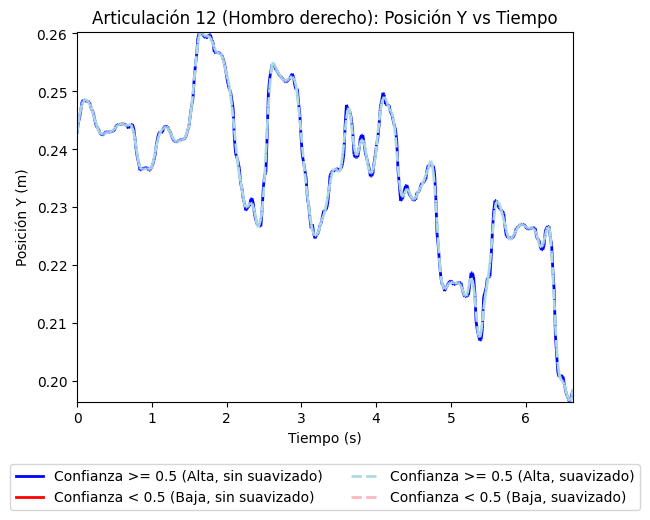 Articulación 12 (Hombro derecho): Posición Y vs Tiempo
0.26
0.25
0.24
0.23
0.22
0.21
0.20
Posición Y (m)
0 1 2 3 4 5 6
Tiempo (s)
Confianza >= 0.5 (Alta, sin suavizado) Confianza >= 0.5 (Alta, suavizado)
Confianza < 0.5 (Baja, sin suavizado) Confianza < 0.5 (Baja, suavizado)